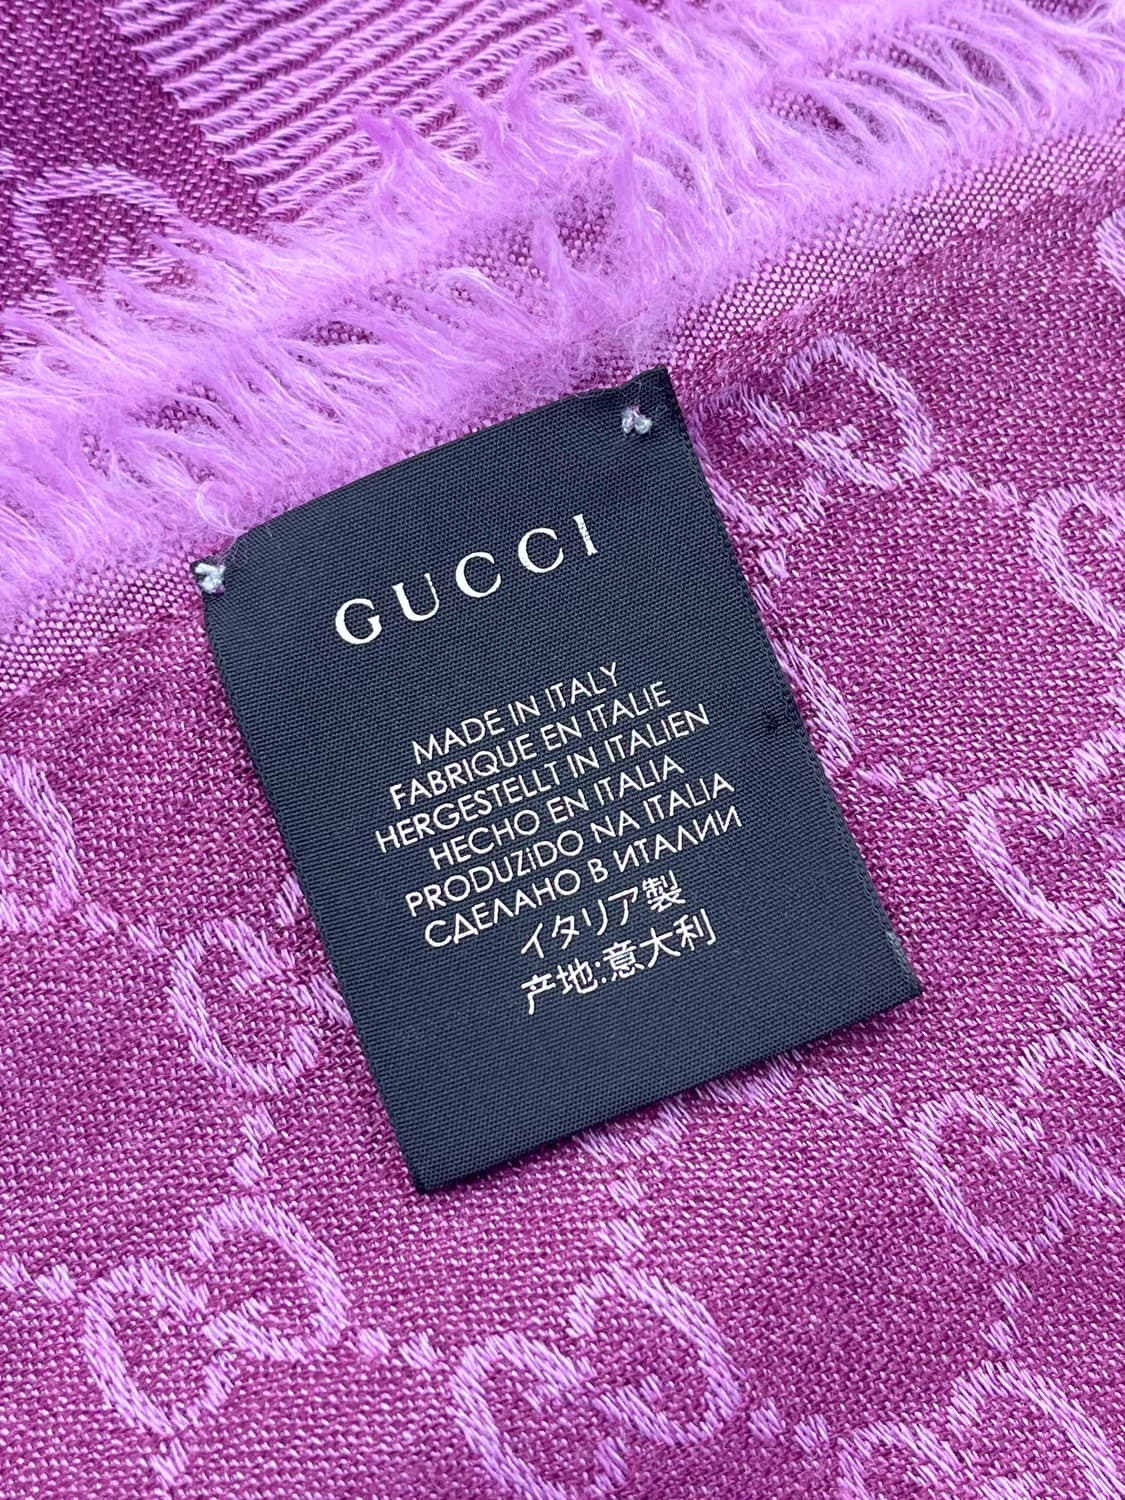 GUCCI
MADE IN ITALY
FABRIQUE EN ITALIE
HERGESTELLT IN ITALIEN
HECHO EN ITALIA
PRODUZiDO NA ITALIA
СДЕЛАНО В ИТАЛИИ
イタリア製
产地:意大利